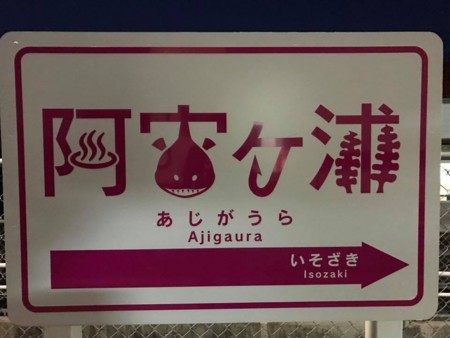 阿字ヶ浦
あじがうら
Ajigaura
いそざき
Isozaki